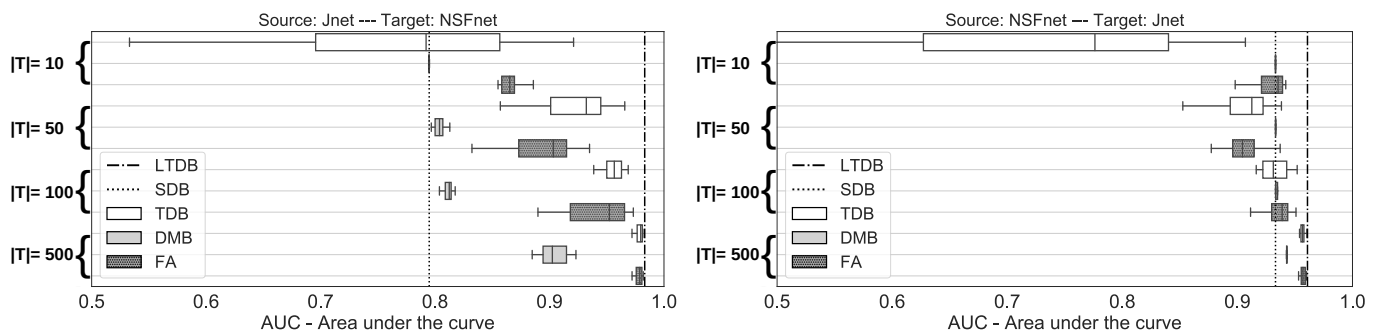 Source: Jnet --- Target: NSFnet
|T|= 10
|T|= 50
|T|= 100
|T|= 500
LTDB
SDB
TDB
DMB
FA
0.5 0.6 0.7 0.8 0.9 1.0
AUC - Area under the curve
Source: NSFnet --- Target: Jnet
|T|= 10
|T|= 50
|T|= 100
|T|= 500
LTDB
SDB
TDB
DMB
FA
0.5 0.6 0.7 0.8 0.9 1.0
AUC - Area under the curve